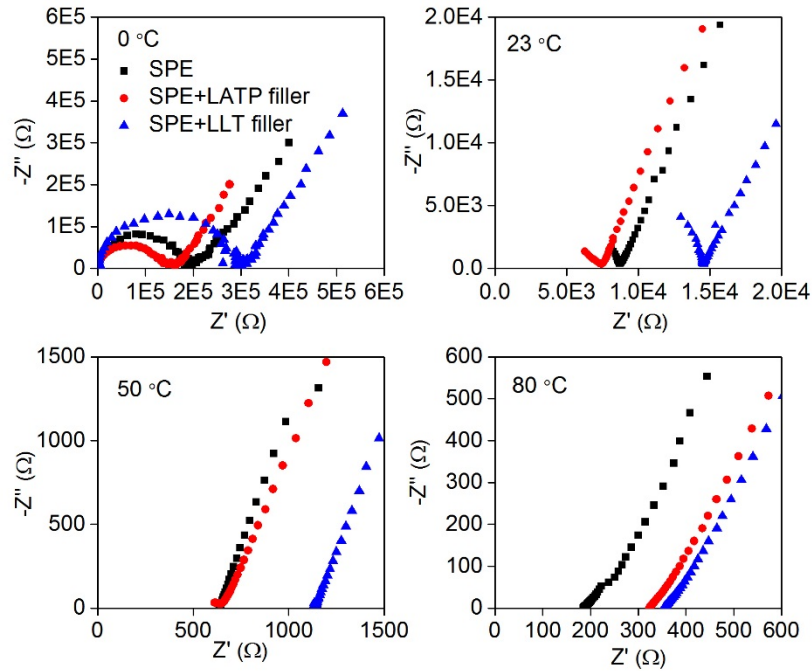 6E5
5E5
4E5
3E5
2E5
1E5
0
0 °C
SPE
SPE+LATP filler
SPE+LLT filler
-Z'' (Ω)
0 1E5 2E5 3E5 4E5 5E5 6E5
Z' (Ω)
2.0E4
1.5E4
1.0E4
5.0E3
0.0
23 °C
-Z'' (Ω)
0.0 5.0E3 1.0E4 1.5E4 2.0E4
Z' (Ω)
1500
1000
500
0
50 °C
-Z'' (Ω)
0 500 1000 1500
Z' (Ω)
600
500
400
300
200
100
0
80 °C
-Z'' (Ω)
0 100 200 300 400 500 600
Z' (Ω)